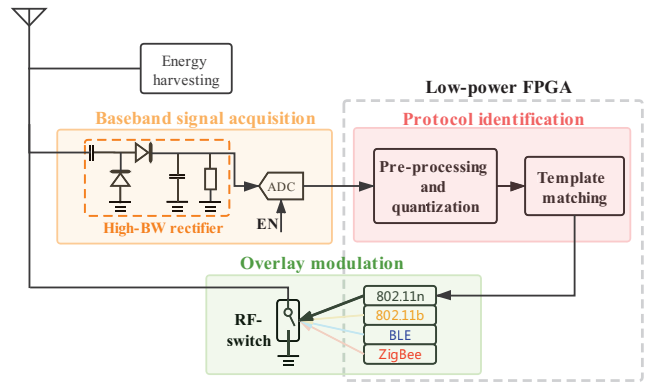 Energy
harvesting
Low-power FPGA
Baseband signal acquisition
Protocol identification
ADC
EN
High-BW rectifier
Pre-processing
and
quantization
Template
matching
Overlay modulation
RF-
switch
802.11n
802.11b
BLE
ZigBee